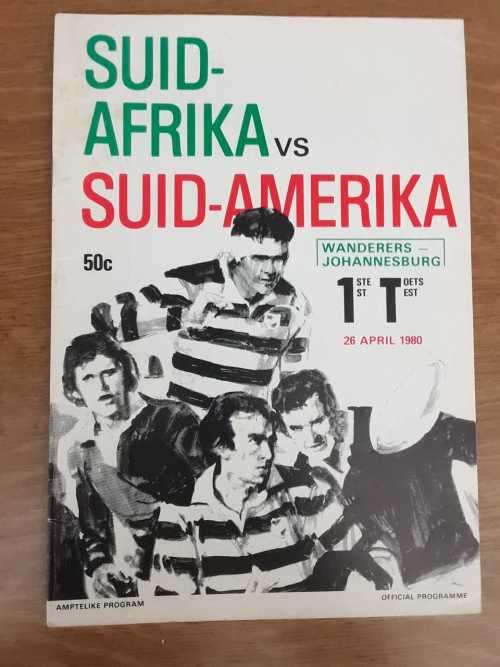 SUID-
AFRIKA vs
SUID-AMERIKA
WANDERERS –
JOHANNESBURG
50c
1STE TOETS
1ST TEST
26 APRIL 1980
AMPTELIKE PROGRAM
OFFICIAL PROGRAMME